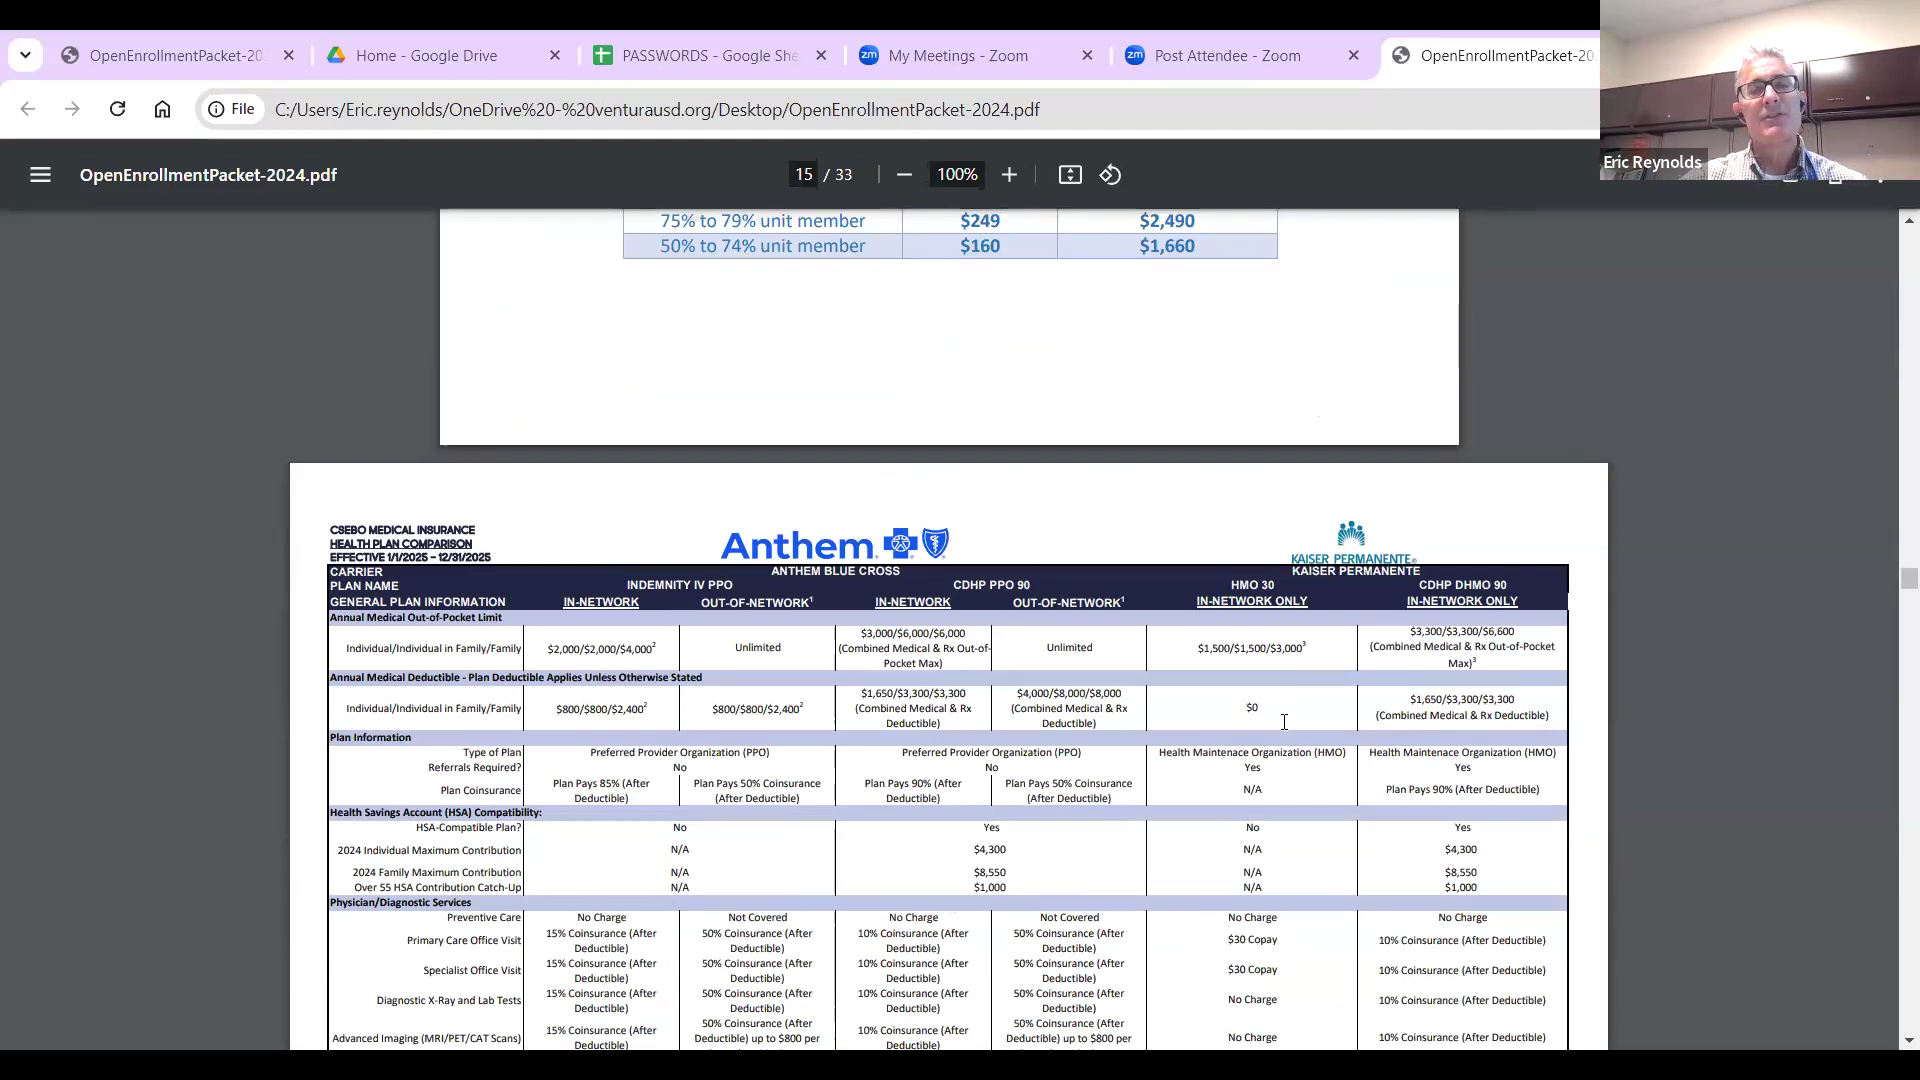 OpenEnrollmentPacket-20
Home - Google Drive
PASSWORDS - Google She
zm My Meetings - Zoom
zm Post Attendee - Zoom
OpenEnrollmentPacket-20
File C:/Users/Eric.reynolds/OneDrive%20-%20venturausd.org/Desktop/OpenEnrollmentPacket-2024.pdf
Eric Reynolds
OpenEnrollmentPacket-2024.pdf 15 / 33 100%
75% to 79% unit member $249 $2,490
50% to 74% unit member $160 $1,660
CSEBO MEDICAL INSURANCE
HEALTH PLAN COMPARISON
EFFECTIVE 1/1/2025 – 12/31/2025
Anthem
KAISER PERMANENTE®
CARRIER ANTHEM BLUE CROSS KAISER PERMANENTE
PLAN NAME INDEMNITY IV PPO CDHP PPO 90 HMO 30 CDHP DHMO 90
GENERAL PLAN INFORMATION IN-NETWORK OUT-OF-NETWORK1 IN-NETWORK OUT-OF-NETWORK1 IN-NETWORK ONLY IN-NETWORK ONLY
Annual Medical Out-of-Pocket Limit
Individual/Individual in Family/Family $2,000/$2,000/$4,0002 Unlimited $3,000/$6,000/$6,000 (Combined Medical & Rx Out-of-Pocket Max) Unlimited $1,500/$1,500/$3,0003 $3,300/$3,300/$6,600 (Combined Medical & Rx Out-of-Pocket Max)3
Annual Medical Deductible - Plan Deductible Applies Unless Otherwise Stated
Individual/Individual in Family/Family $800/$800/$2,4002 $800/$800/$2,4002 $1,650/$3,300/$3,300 (Combined Medical & Rx Deductible) $4,000/$8,000/$8,000 (Combined Medical & Rx Deductible) $0 $1,650/$3,300/$3,300 (Combined Medical & Rx Deductible)
Plan Information
Type of Plan Preferred Provider Organization (PPO) Preferred Provider Organization (PPO) Health Maintenace Organization (HMO) Health Maintenace Organization (HMO)
Referrals Required? No No Yes Yes
Plan Coinsurance Plan Pays 85% (After Deductible) Plan Pays 50% Coinsurance (After Deductible) Plan Pays 90% (After Deductible) Plan Pays 50% Coinsurance (After Deductible) N/A Plan Pays 90% (After Deductible)
Health Savings Account (HSA) Compatibility:
HSA-Compatible Plan? No Yes No Yes
2024 Individual Maximum Contribution N/A $4,300 N/A $4,300
2024 Family Maximum Contribution N/A $8,550 N/A $8,550
Over 55 HSA Contribution Catch-Up N/A $1,000 N/A $1,000
Physician/Diagnostic Services
Preventive Care No Charge Not Covered No Charge Not Covered No Charge No Charge
Primary Care Office Visit 15% Coinsurance (After Deductible) 50% Coinsurance (After Deductible) 10% Coinsurance (After Deductible) 50% Coinsurance (After Deductible) $30 Copay 10% Coinsurance (After Deductible)
Specialist Office Visit 15% Coinsurance (After Deductible) 50% Coinsurance (After Deductible) 10% Coinsurance (After Deductible) 50% Coinsurance (After Deductible) $30 Copay 10% Coinsurance (After Deductible)
Diagnostic X-Ray and Lab Tests 15% Coinsurance (After Deductible) 50% Coinsurance (After Deductible) 10% Coinsurance (After Deductible) 50% Coinsurance (After Deductible) No Charge 10% Coinsurance (After Deductible)
Advanced Imaging (MRI/PET/CAT Scans) 15% Coinsurance (After Deductible) 50% Coinsurance (After Deductible) up to $800 per 10% Coinsurance (After Deductible) 50% Coinsurance (After Deductible) up to $800 per No Charge 10% Coinsurance (After Deductible)